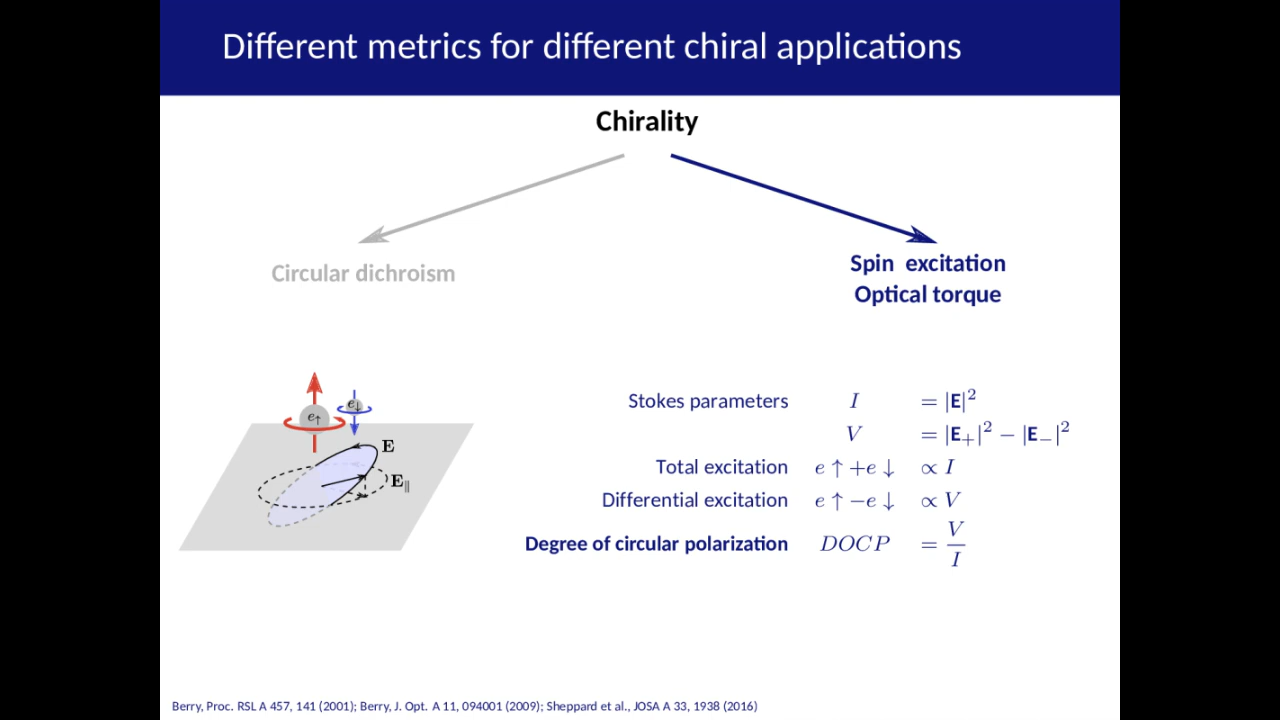 Different metrics for different chiral applications
Chirality
Circular dichroism
Spin excitation
Optical torque
e↑
e↓
E
E∥
Stokes parameters I = |E|²
V = |E₊|² − |E₋|²
Total excitation e ↑ +e ↓ ∝ I
Differential excitation e ↑ −e ↓ ∝ V
Degree of circular polarization DOCP = V/I
Berry, Proc. RSL A 457, 141 (2001); Berry, J. Opt. A 11, 094001 (2009); Sheppard et al., JOSA A 33, 1938 (2016)